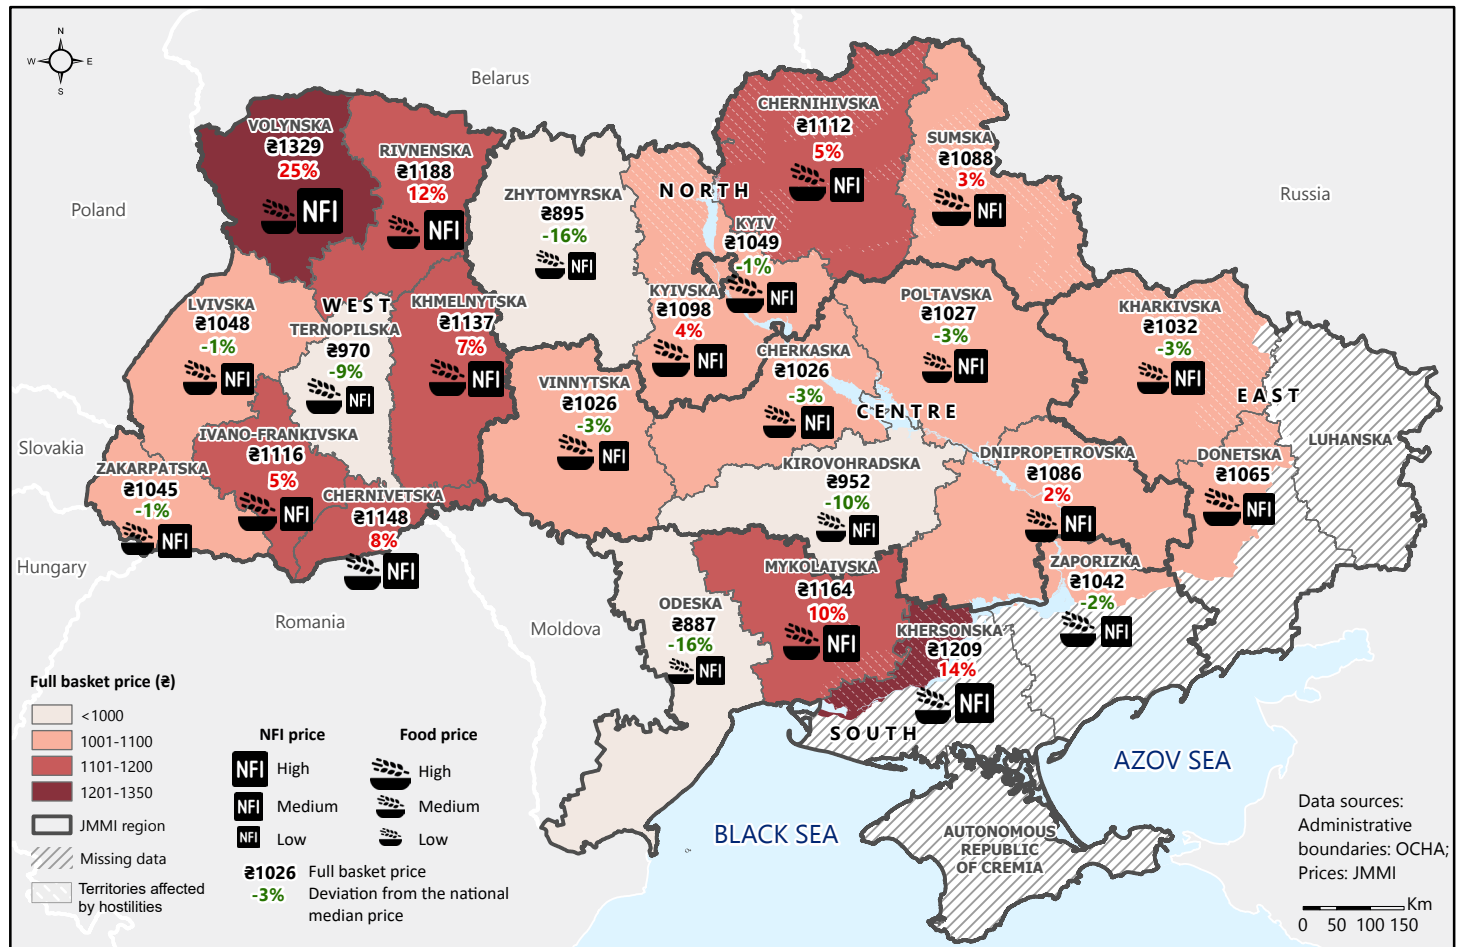 N
W
E
S
Belarus
Poland
Russia
Slovakia
Hungary
Romania
Moldova
VOLYNSKA
₴1329
25%
NFI
RIVNENSKA
₴1188
12%
NFI
ZHYTOMYRSKA
₴895
-16%
NFI
NORTH
CHERNIHIVSKA
₴1112
5%
NFI
SUMSKA
₴1088
3%
NFI
KYIV
₴1049
-1%
NFI
KYIVSKA
₴1098
4%
NFI
LVIVSKA
₴1048
-1%
NFI
WEST
TERNOPILSKA
₴970
-9%
NFI
KHMELNYTSKA
₴1137
7%
NFI
POLTAVSKA
₴1027
-3%
NFI
KHARKIVSKA
₴1032
-3%
NFI
EAST
VINNYTSKA
₴1026
-3%
NFI
CHERKASKA
₴1026
-3%
NFI
CENTRE
LUHANSKA
IVANO-FRANKIVSKA
₴1116
5%
NFI
ZAKARPATSKA
₴1045
-1%
NFI
CHERNIVETSKA
₴1148
8%
NFI
KIROVOHRADSKA
₴952
-10%
NFI
DNIPROPETROVSKA
₴1086
2%
NFI
DONETSKA
₴1065
NFI
ZAPORIZKA
₴1042
-2%
NFI
MYKOLAIVSKA
₴1164
10%
NFI
ODESKA
₴887
-16%
NFI
KHERSONSKA
₴1209
14%
NFI
SOUTH
AZOV SEA
BLACK SEA
AUTONOMOUS
REPUBLIC
OF CREMIA
Full basket price (₴)
<1000
1001-1100
1101-1200
1201-1350
JMMI region
Missing data
Territories affected
by hostilities
NFI price
NFI High
NFI Medium
NFI Low
Food price
High
Medium
Low
₴1026 Full basket price
-3% Deviation from the national
median price
Data sources:
Administrative
boundaries: OCHA;
Prices: JMMI
Km
0 50 100 150